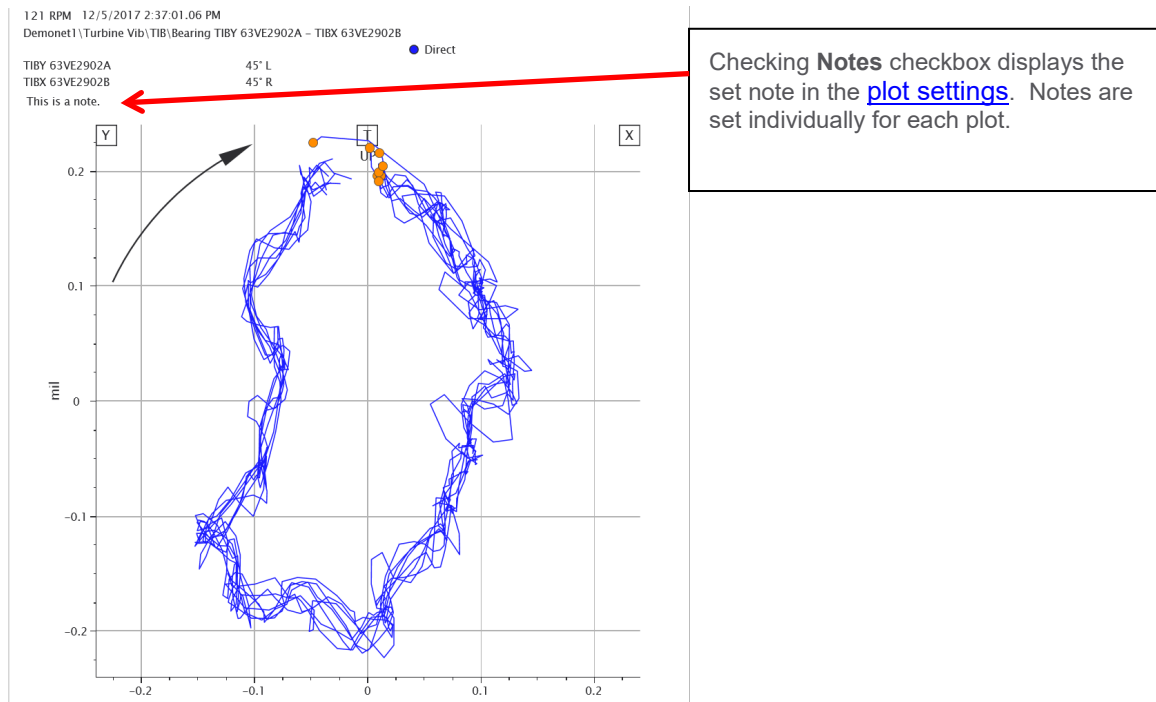 121 RPM 12/5/2017 2:37:01.06 PM
Demonet1\Turbine Vib\TIB\Bearing TIBY 63VE2902A – TIBX 63VE2902B
Direct
TIBY 63VE2902A 45° L
TIBX 63VE2902B 45° R
This is a note.
Checking Notes checkbox displays the
set note in the plot settings. Notes are
set individually for each plot.
Y T X
UP
0.2
0.1
mil
0
-0.1
-0.2
-0.2 -0.1 0 0.1 0.2